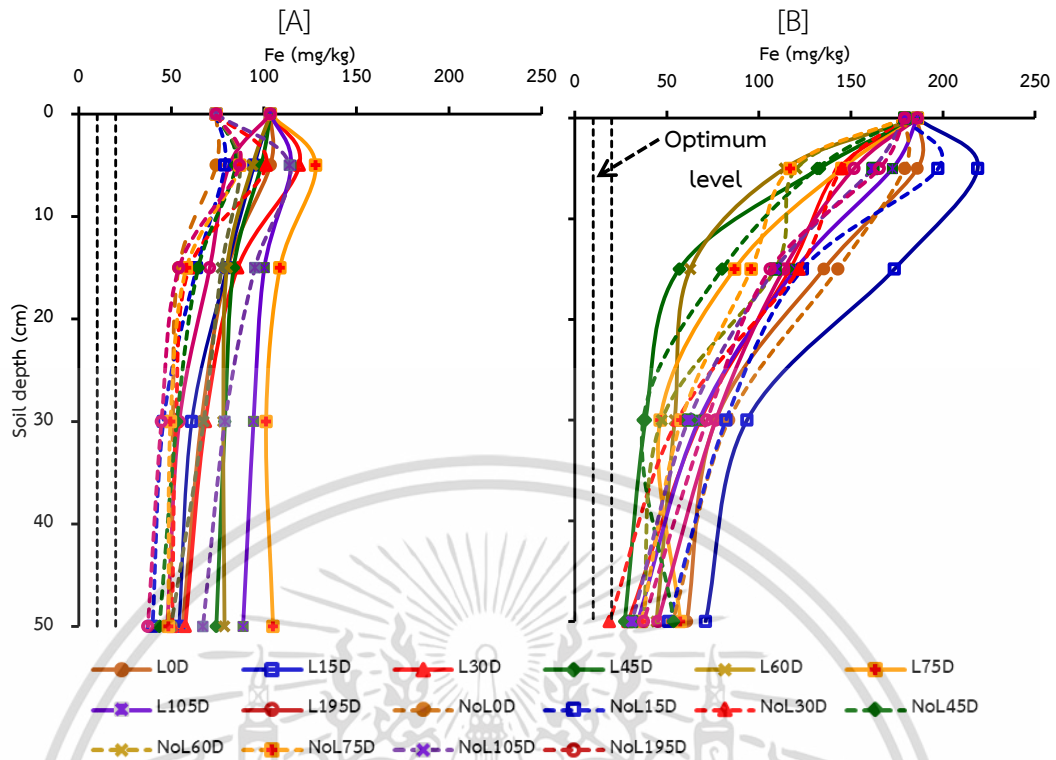 [A] [B]
Fe (mg/kg) Fe (mg/kg)
0 50 100 150 200 250 0 50 100 150 200 250
0
10
20
30
40
50
Soil depth (cm)
Optimum
level
L0D L15D L30D L45D L60D L75D
L105D L195D NoL0D NoL15D NoL30D NoL45D
NoL60D NoL75D NoL105D NoL195D